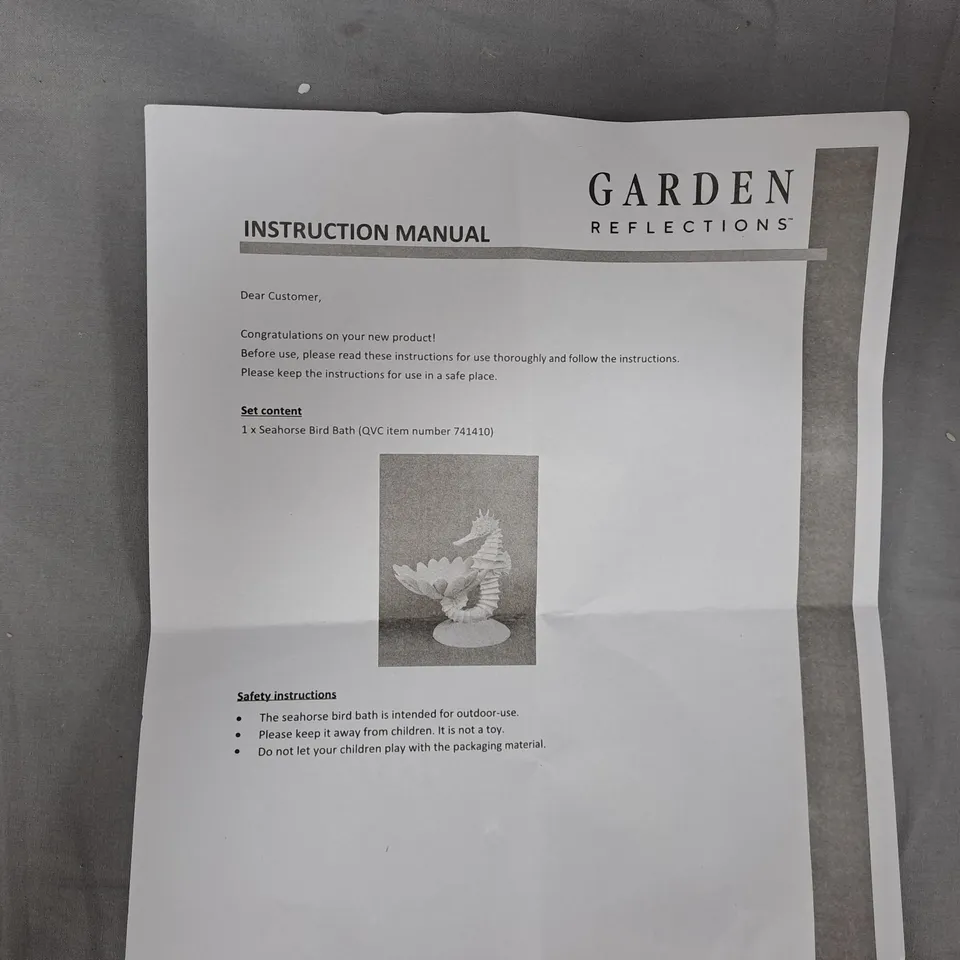 GARDEN
REFLECTIONS™
INSTRUCTION MANUAL
Dear Customer,
Congratulations on your new product!
Before use, please read these instructions for use thoroughly and follow the instructions.
Please keep the instructions for use in a safe place.
Set content
1 x Seahorse Bird Bath (QVC item number 741410)
Safety instructions
• The seahorse bird bath is intended for outdoor-use.
• Please keep it away from children. It is not a toy.
• Do not let your children play with the packaging material.